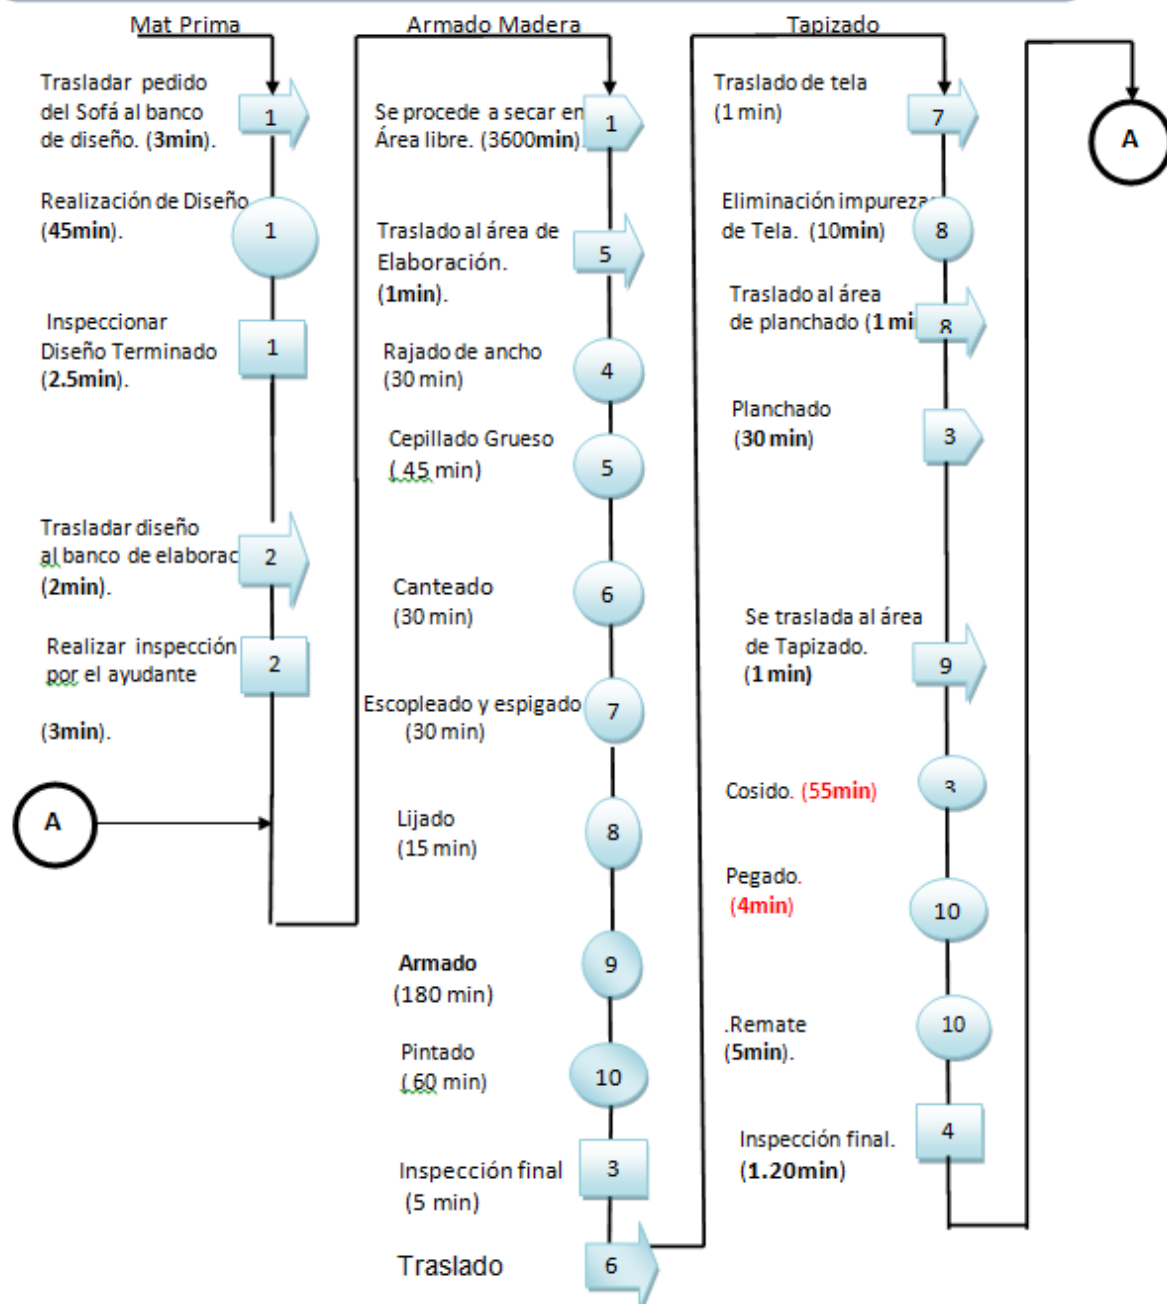 Mat Prima
Trasladar pedido
del Sofá al banco
de diseño. (3min).
1
Realización de Diseño
(45min).
1
Inspeccionar
Diseño Terminado
(2.5min).
1
Trasladar diseño
al banco de elaborac
(2min).
2
Realizar inspección
por el ayudante
(3min).
2
A
Armado Madera
Se procede a secar en
Área libre. (3600min).
1
Traslado al área de
Elaboración.
(1min).
5
Rajado de ancho
(30 min)
4
Cepillado Grueso
( 45 min)
5
Canteado
(30 min)
6
Escopleado y espigado
(30 min)
7
Lijado
(15 min)
8
Armado
(180 min)
9
Pintado
( 60 min)
10
Inspección final
(5 min)
3
Traslado
6
Tapizado
Traslado de tela
(1 min)
7
Eliminación impurezas
de Tela. (10min)
8
Traslado al área
de planchado (1 mi
8
Planchado
(30 min)
3
Se traslada al área
de Tapizado.
(1 min)
9
Cosido. (55min)
3
Pegado.
(4min)
10
.Remate
(5min).
10
Inspección final.
(1.20min)
4
A